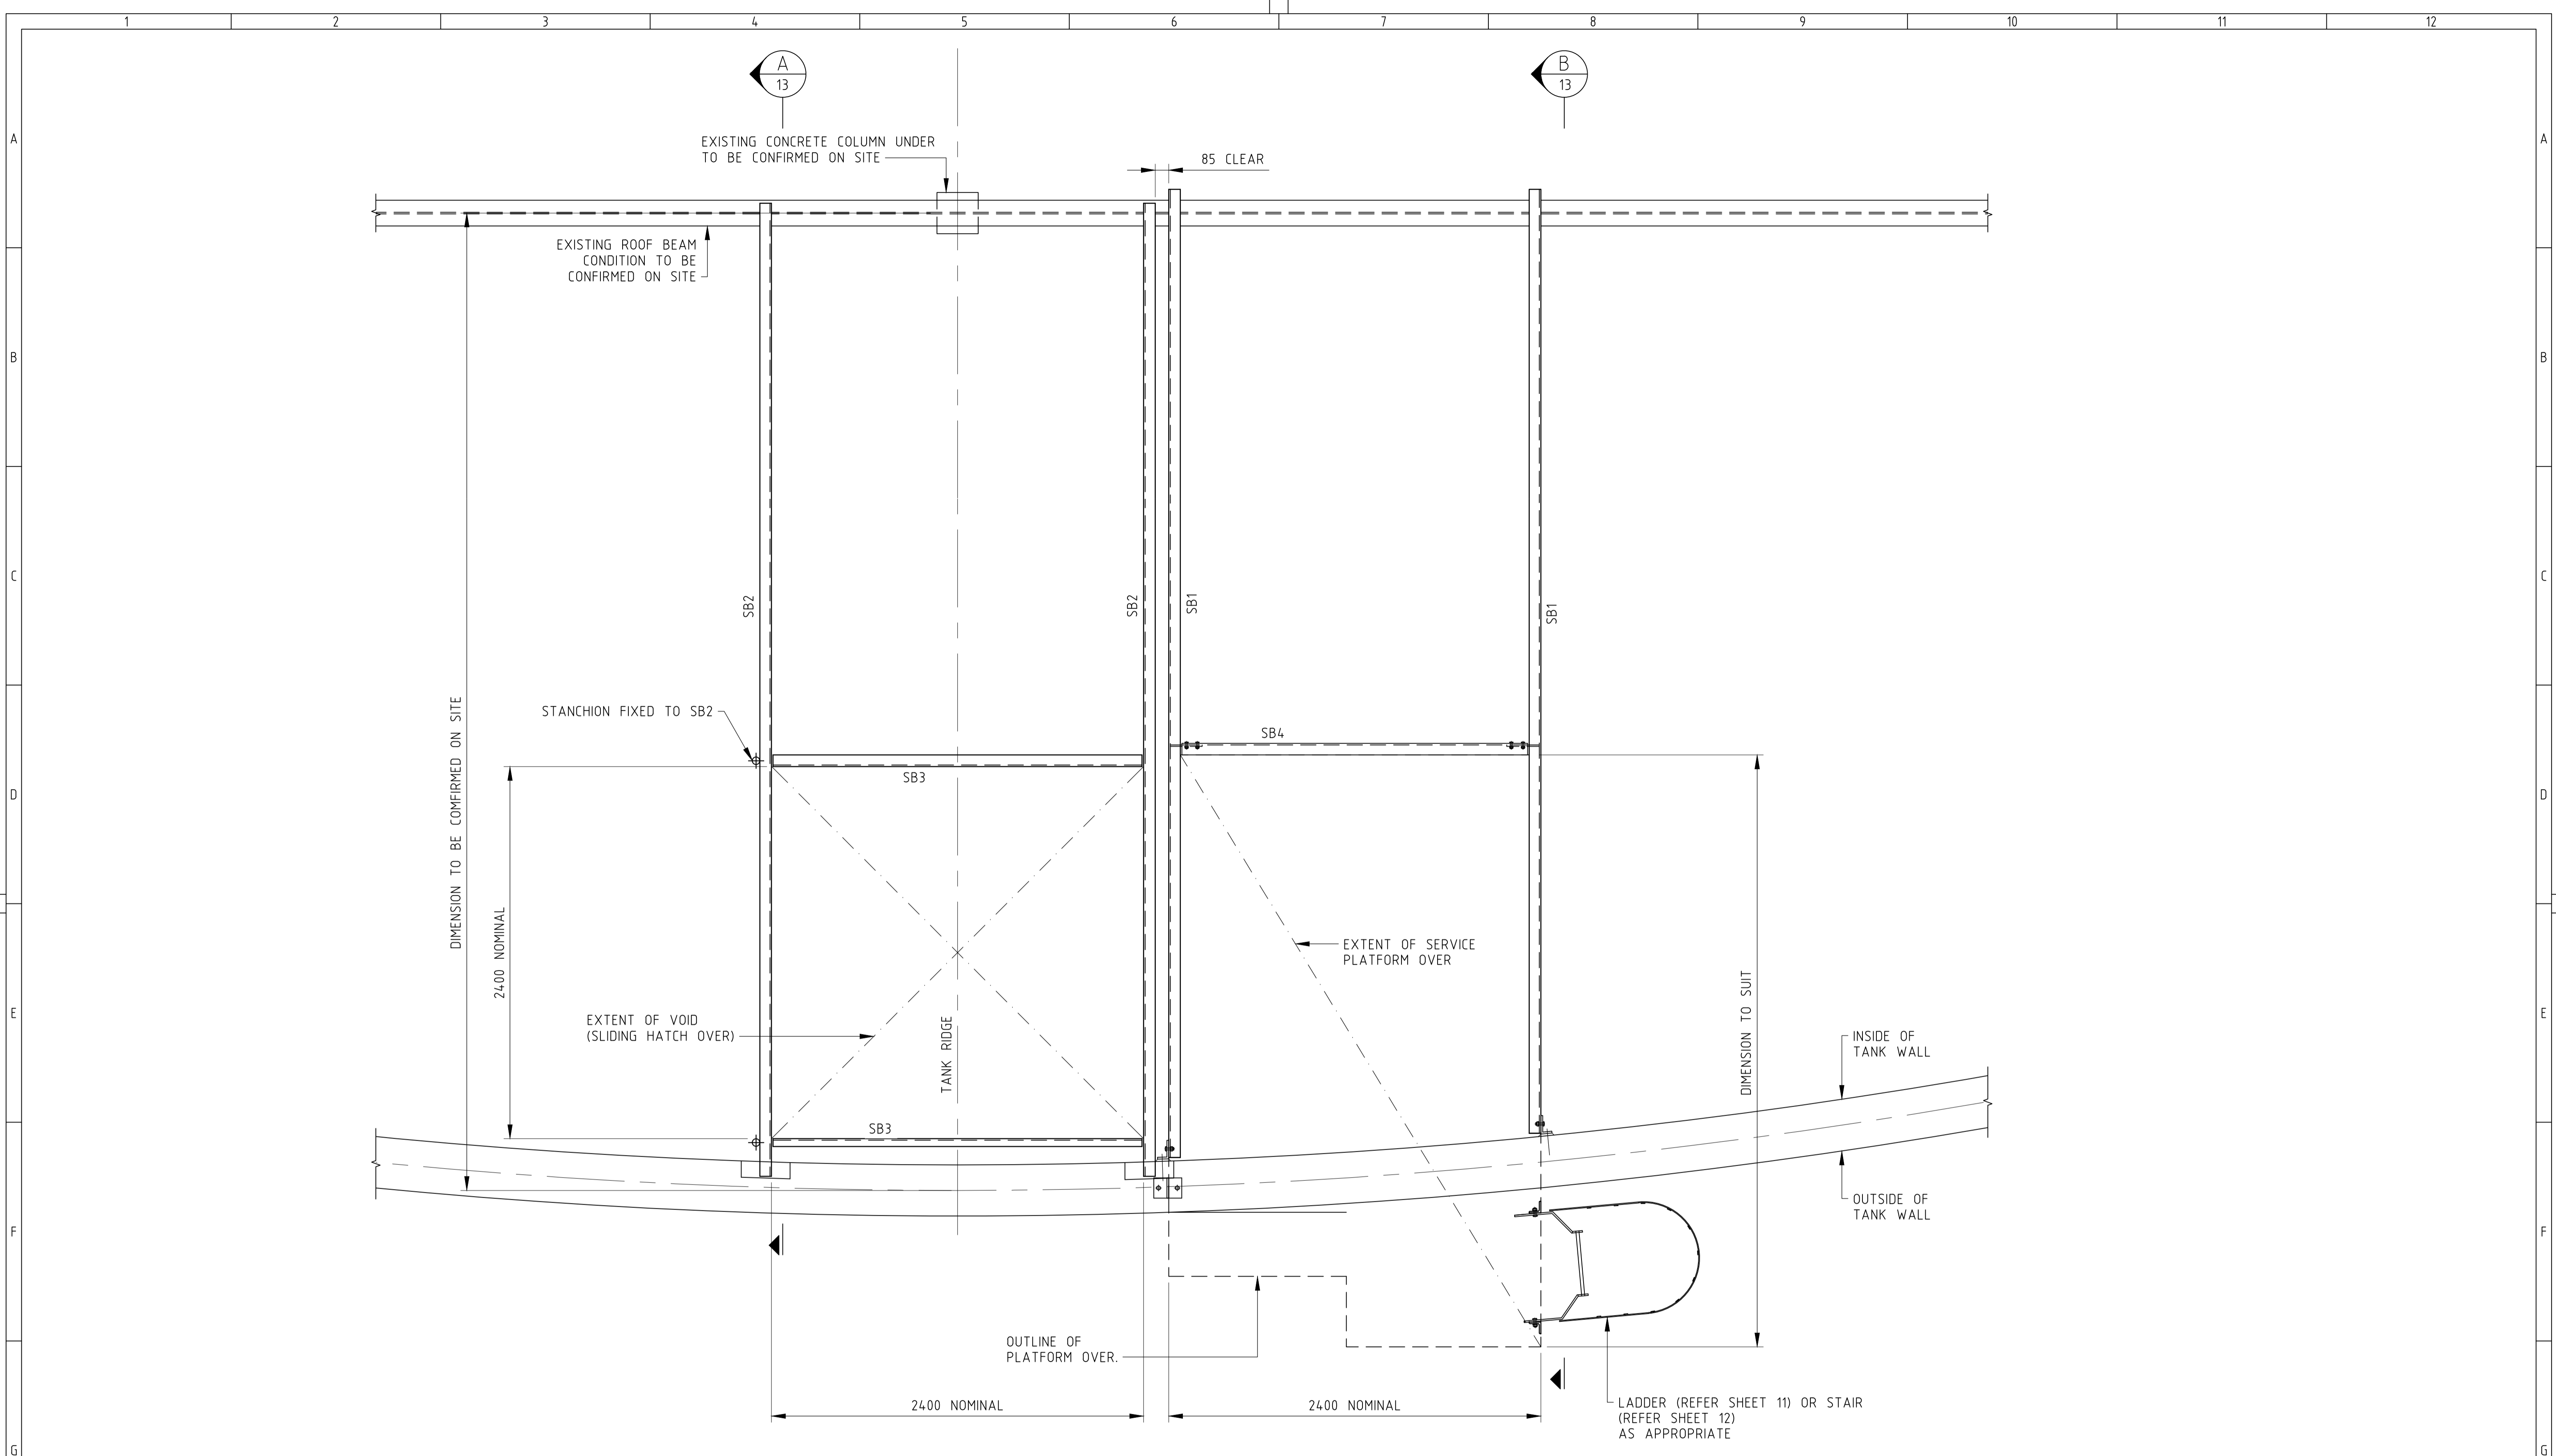 1 2 3 4 5 6 7 8 9 10 11 12
A
13
B
13
EXISTING CONCRETE COLUMN UNDER
TO BE CONFIRMED ON SITE
85 CLEAR
A
A
EXISTING ROOF BEAM
CONDITION TO BE
CONFIRMED ON SITE
B
B
C
C
SB2
SB2
SB1
SB1
STANCHION FIXED TO SB2
DIMENSION TO BE COMFIRMED ON SITE
SB4
SB3
D
D
2400 NOMINAL
EXTENT OF SERVICE
PLATFORM OVER
EXTENT OF VOID
(SLIDING HATCH OVER)
TANK RIDGE
DIMENSION TO SUIT
E
E
INSIDE OF
TANK WALL
SB3
OUTSIDE OF
TANK WALL
F
F
OUTLINE OF
PLATFORM OVER.
2400 NOMINAL
2400 NOMINAL
LADDER (REFER SHEET 11) OR STAIR
(REFER SHEET 12)
AS APPROPRIATE
G
G